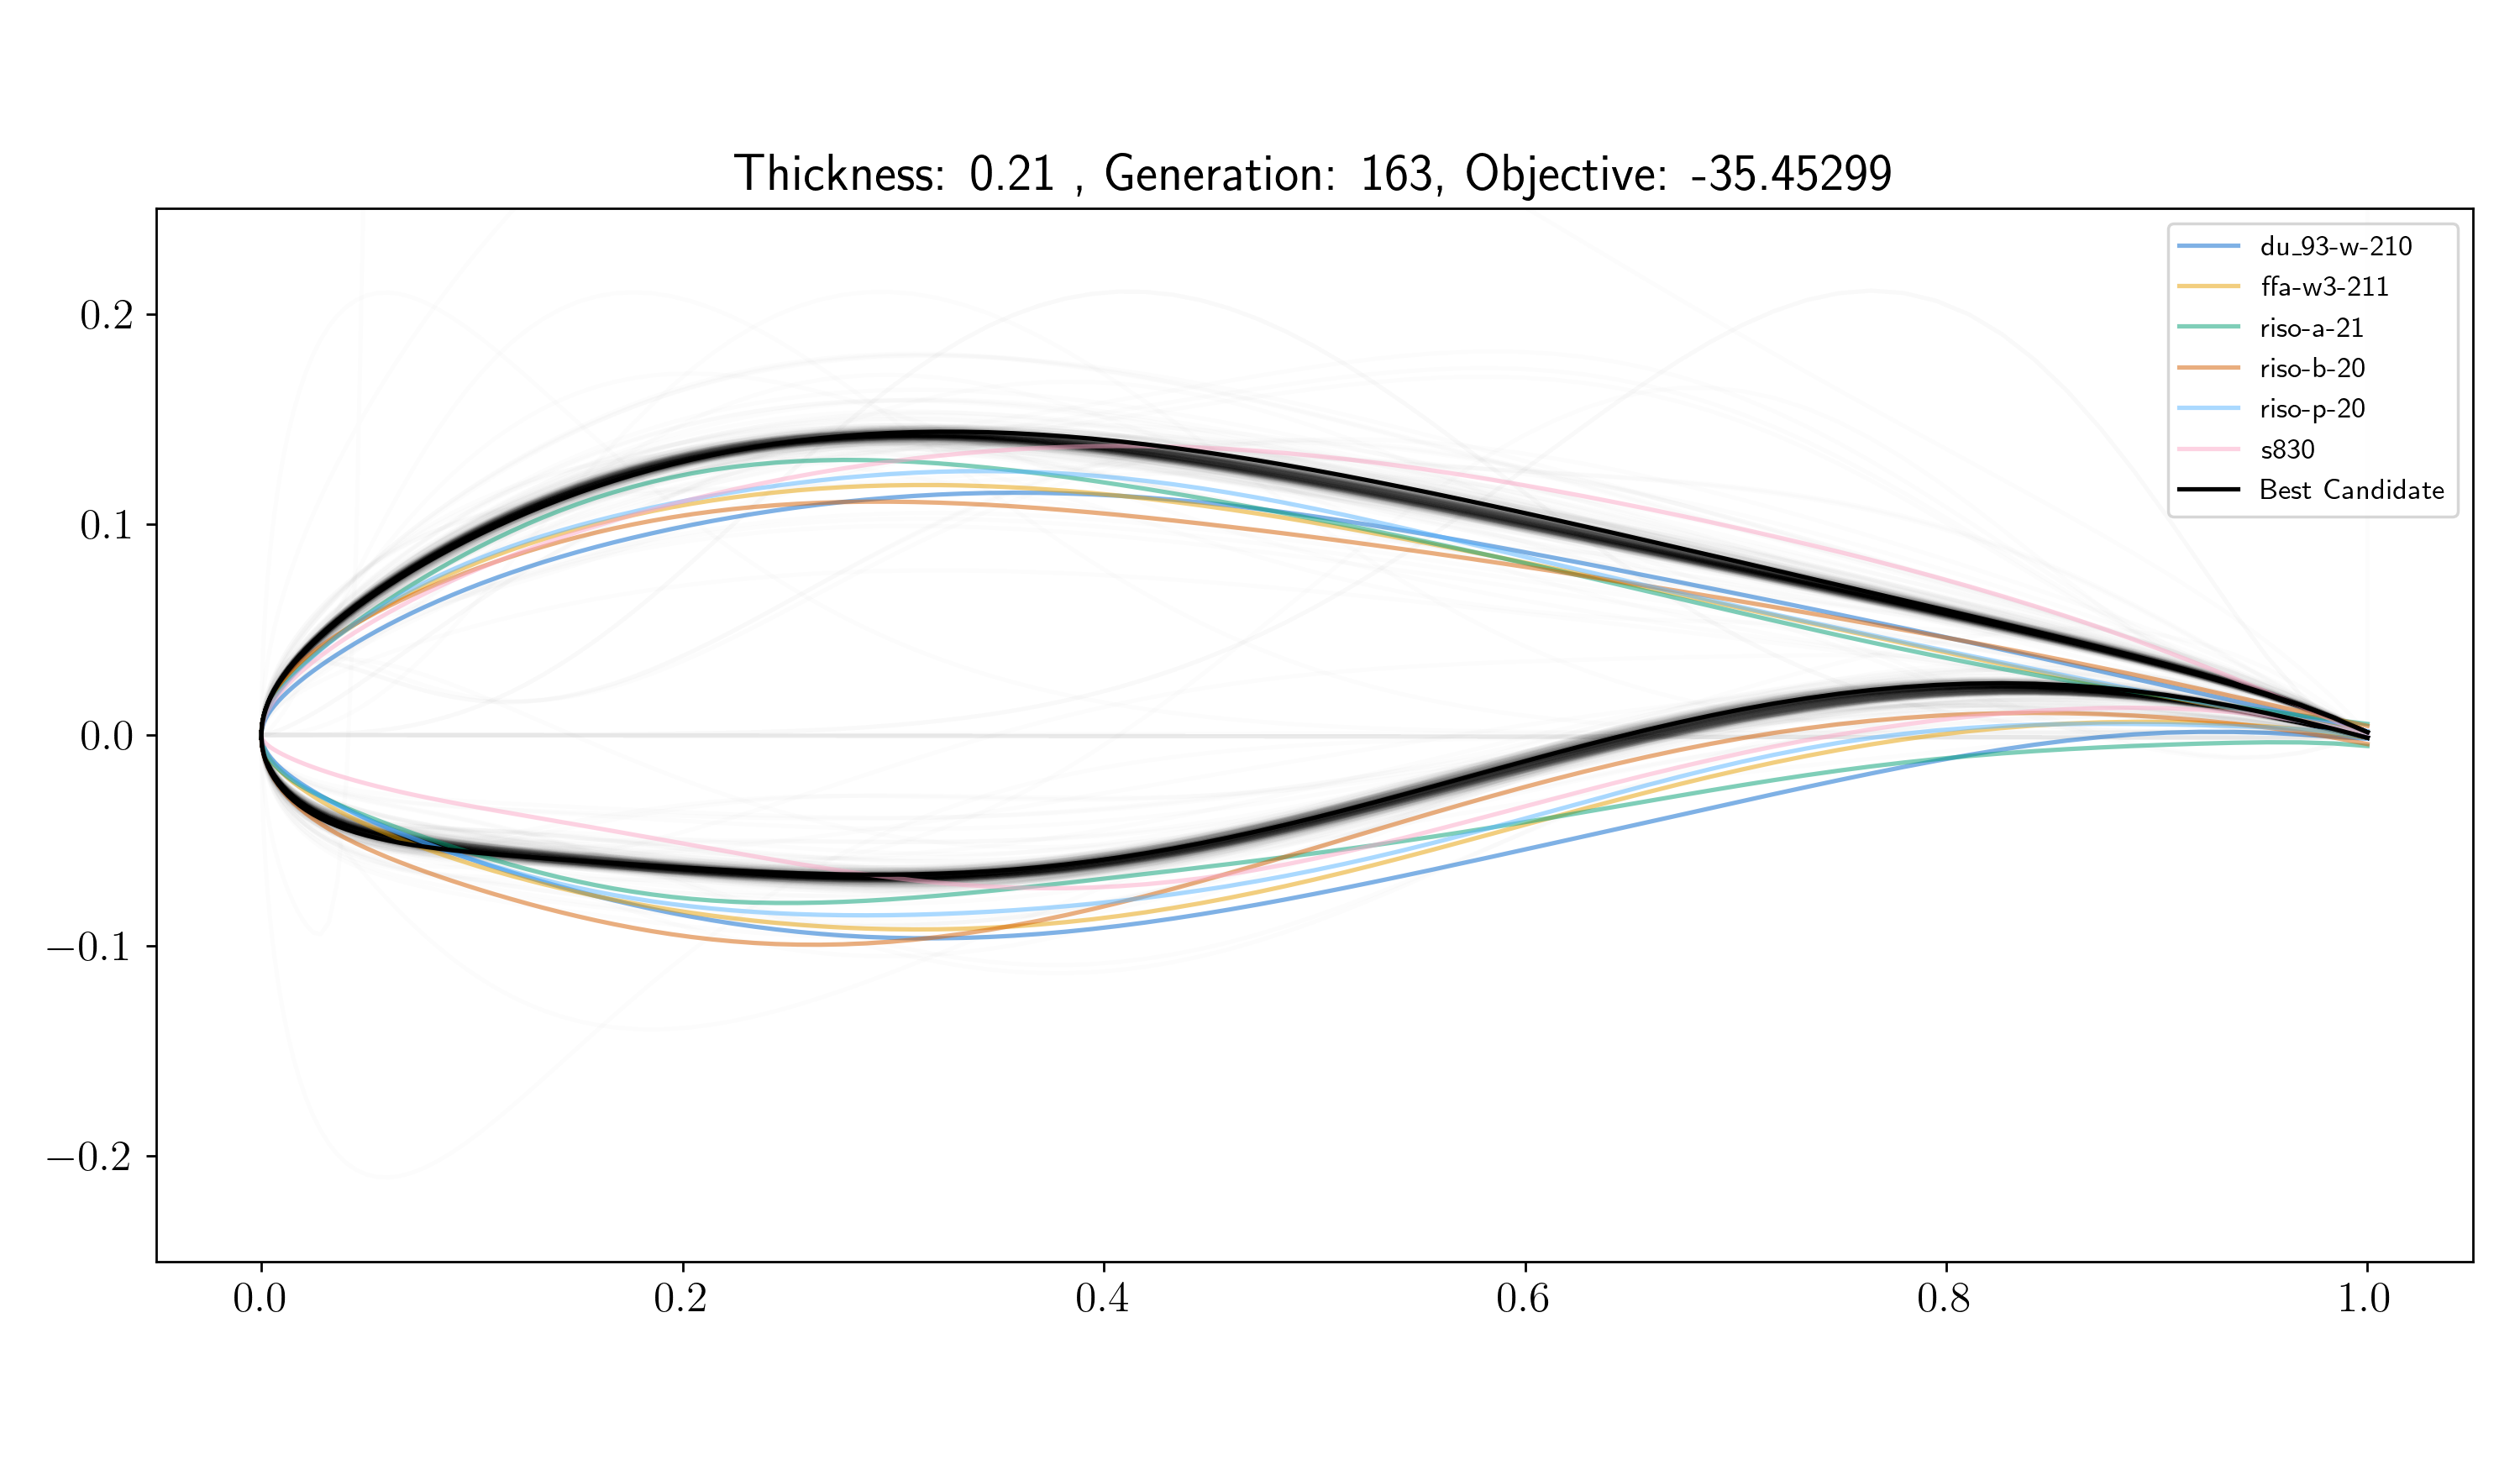 Thickness: 0.21 , Generation: 163, Objective: -35.45299
du_93-w-210
ffa-w3-211
riso-a-21
riso-b-20
riso-p-20
s830
Best Candidate
0.2
0.1
0.0
−0.1
−0.2
0.0 0.2 0.4 0.6 0.8 1.0